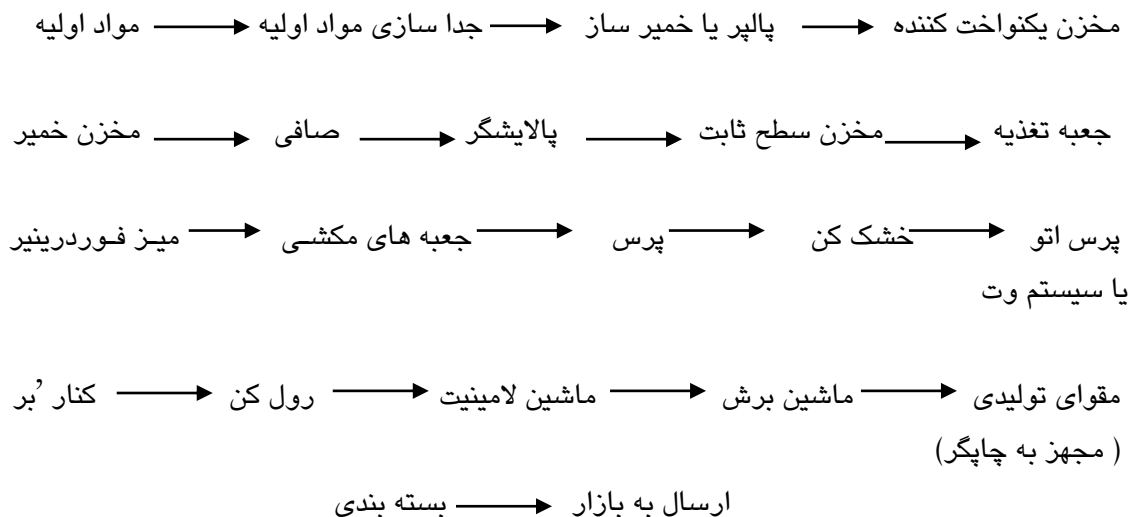 مخزن یکنواخت کننده پالپر یا خمیر ساز جدا سازی مواد اولیه مواد اولیه
جعبه تغذیه مخزن سطح ثابت پالایشگر صافی مخزن خمیر
پرس اتو خشک کن پرس جعبه های مکشی میز فوردرینیر
یا سیستم وت
مقوای تولیدی ماشین برش ماشین لامینیت رول کن کنار ’بر
( مجهز به چاپگر)
ارسال به بازار بسته بندی